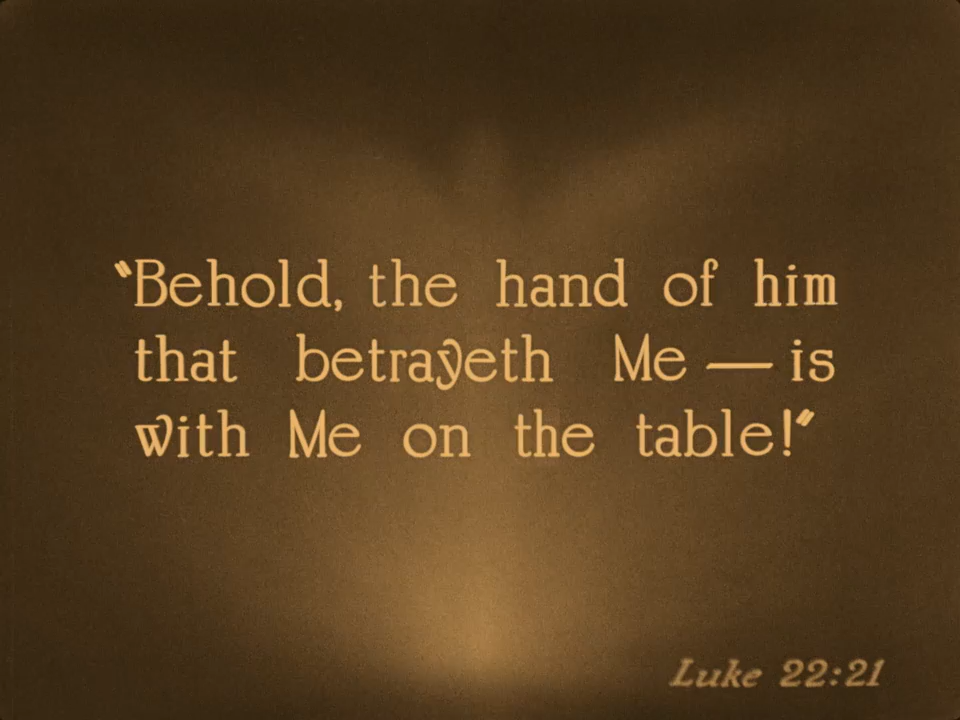 "Behold, the hand of him
that betrayeth Me — is
with Me on the table!"
Luke 22:21